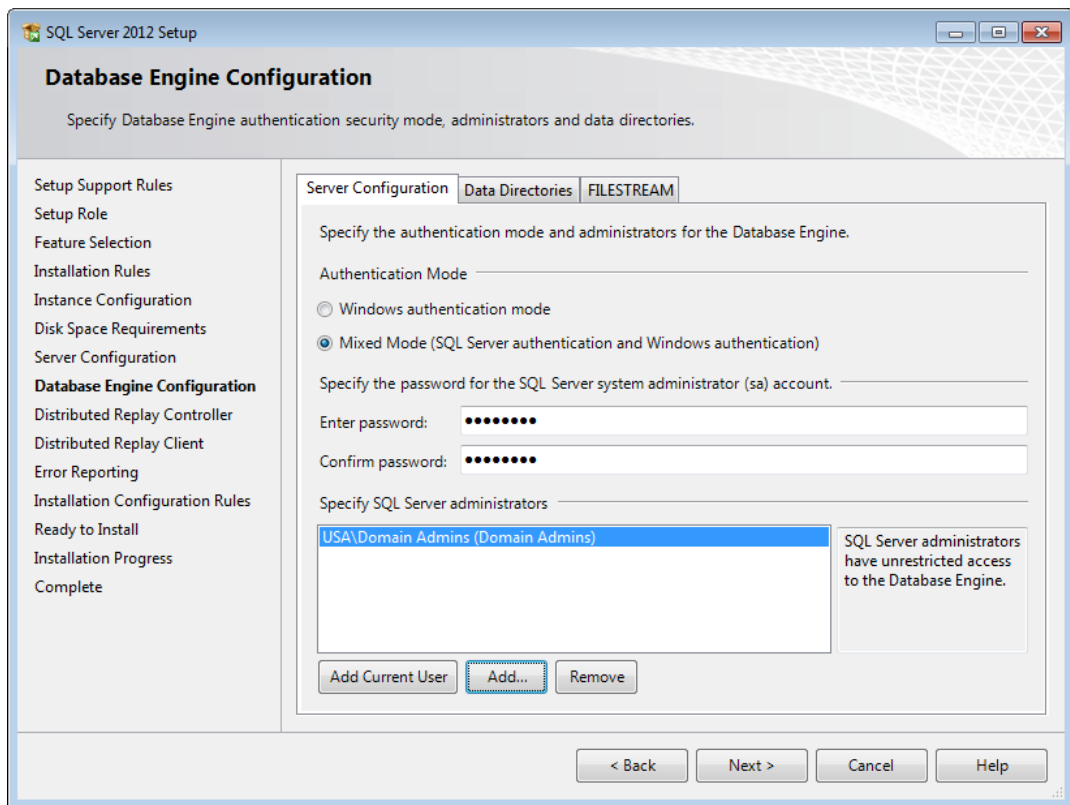 SQL Server 2012 Setup
Database Engine Configuration
Specify Database Engine authentication security mode, administrators and data directories.
Setup Support Rules
Setup Role
Feature Selection
Installation Rules
Instance Configuration
Disk Space Requirements
Server Configuration
Database Engine Configuration
Distributed Replay Controller
Distributed Replay Client
Error Reporting
Installation Configuration Rules
Ready to Install
Installation Progress
Complete
Server Configuration Data Directories FILESTREAM
Specify the authentication mode and administrators for the Database Engine.
Authentication Mode
Windows authentication mode
Mixed Mode (SQL Server authentication and Windows authentication)
Specify the password for the SQL Server system administrator (sa) account.
Enter password: ●●●●●●●●
Confirm password: ●●●●●●●●
Specify SQL Server administrators
USA\Domain Admins (Domain Admins)
SQL Server administrators
have unrestricted access
to the Database Engine.
Add Current User Add... Remove
< Back Next > Cancel Help